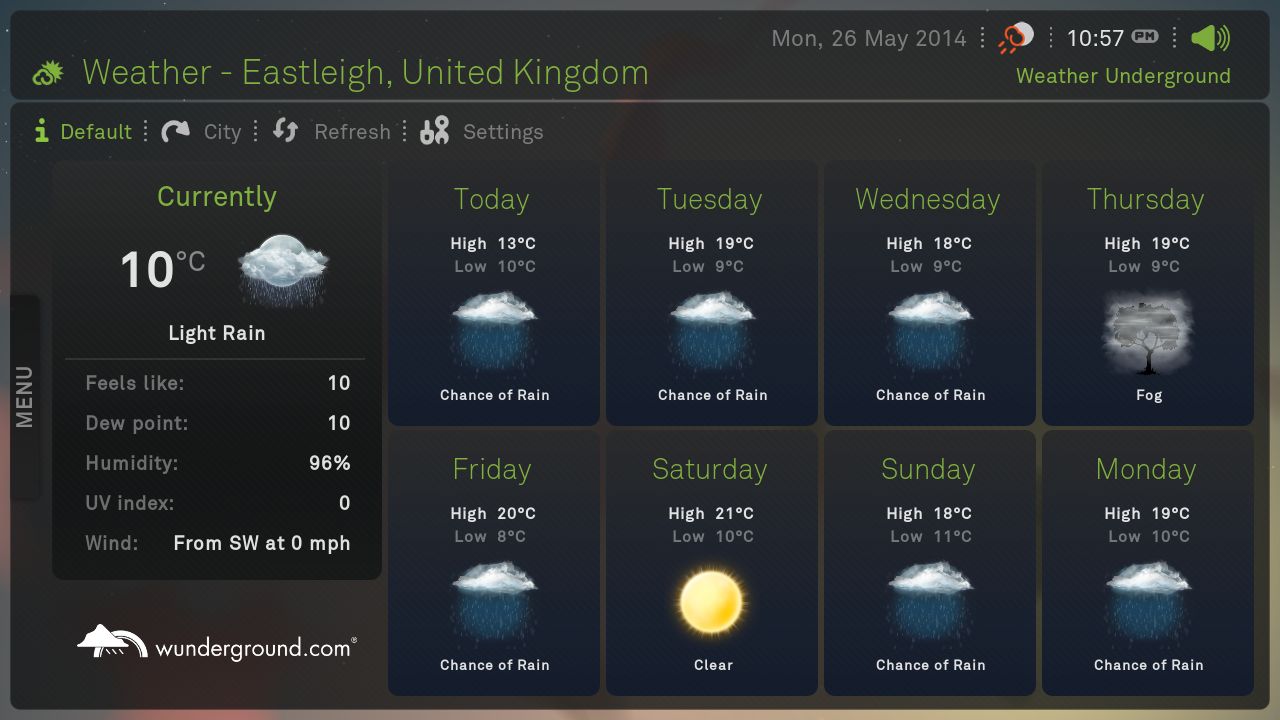 Mon, 26 May 2014 10:57 PM
Weather - Eastleigh, United Kingdom
Weather Underground
Default City Refresh Settings
MENU
Currently
10°C
Light Rain
Feels like: 10
Dew point: 10
Humidity: 96%
UV index: 0
Wind: From SW at 0 mph
wunderground.com®
Today
High 13°C
Low 10°C
Chance of Rain
Tuesday
High 19°C
Low 9°C
Chance of Rain
Wednesday
High 18°C
Low 9°C
Chance of Rain
Thursday
High 19°C
Low 9°C
Fog
Friday
High 20°C
Low 8°C
Chance of Rain
Saturday
High 21°C
Low 10°C
Clear
Sunday
High 18°C
Low 11°C
Chance of Rain
Monday
High 19°C
Low 10°C
Chance of Rain